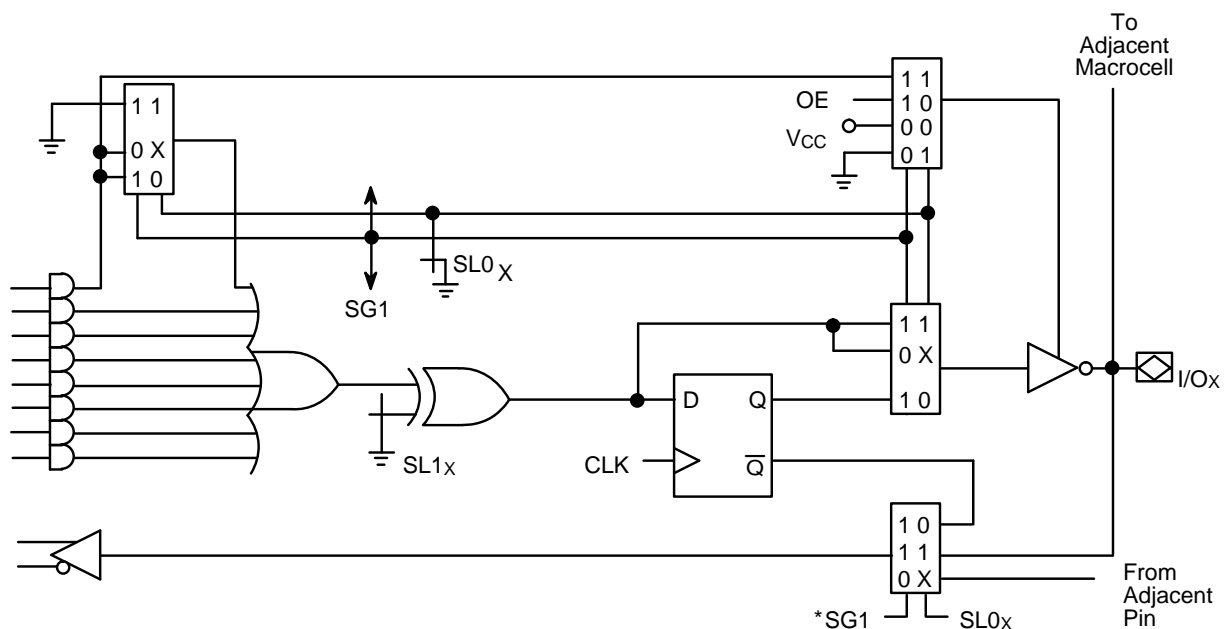 To
Adjacent
Macrocell
1 1
OE
1 0
VCC
0 0
0 1
1 1
0 X
1 0
SG1
SL0X
1 1
0 X
1 0
I/OX
D
Q
CLK
Q̅
SL1X
1 0
1 1
0 X
From
Adjacent
Pin
*SG1
SL0X